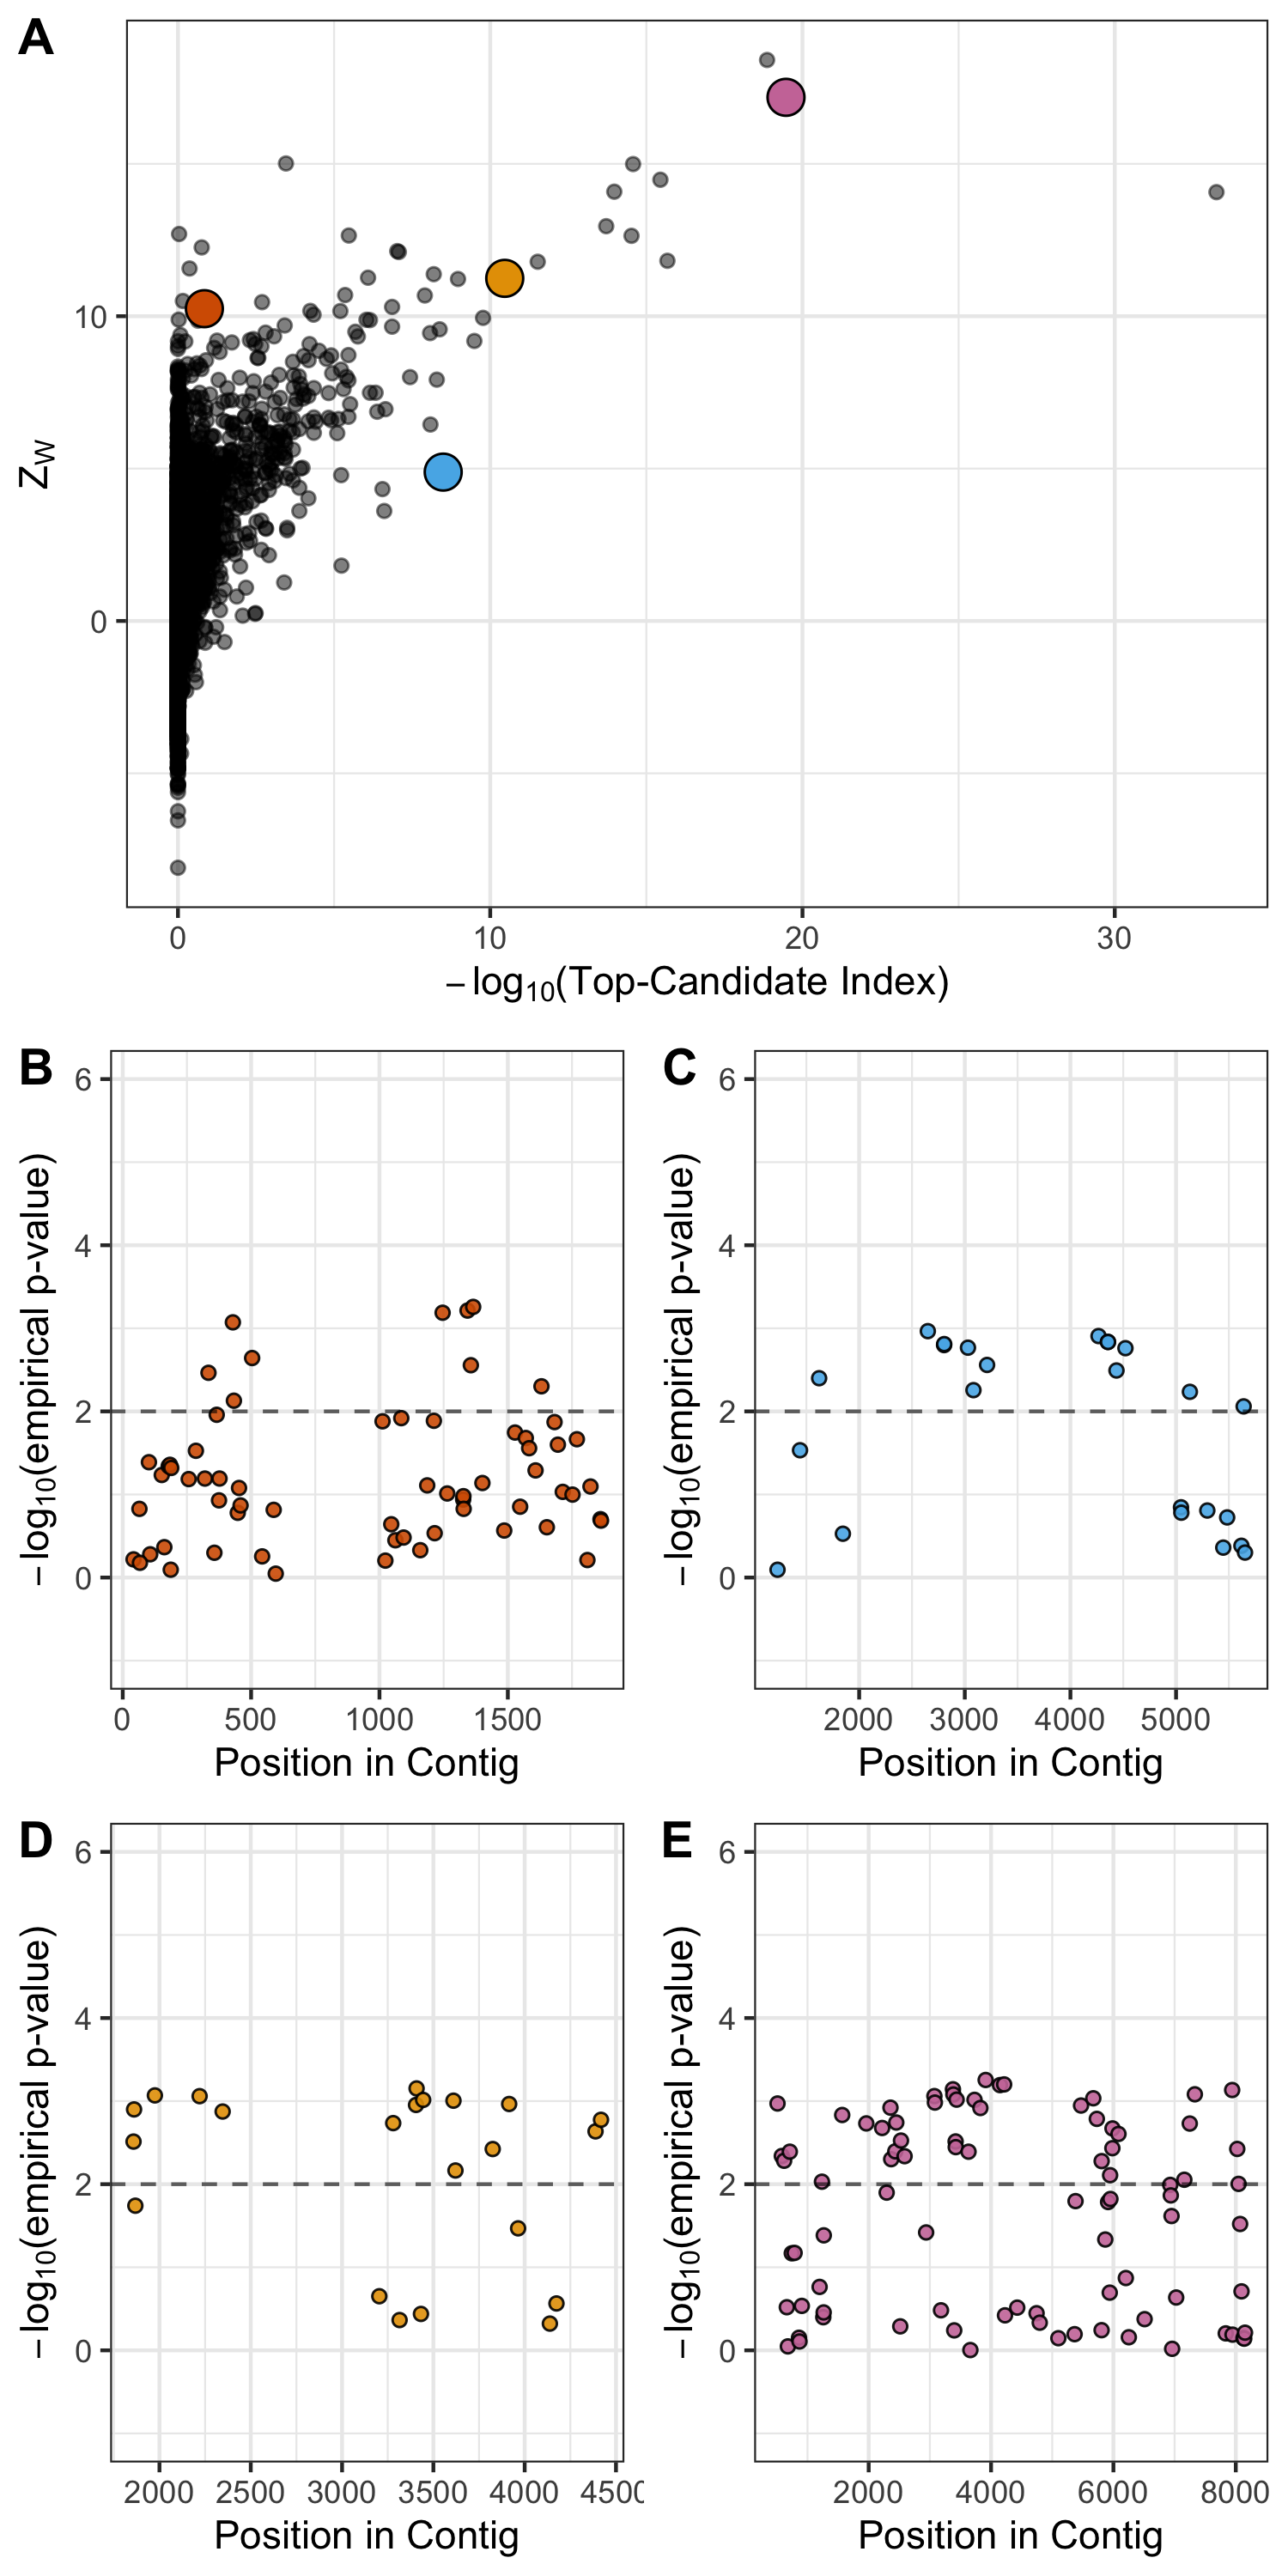 A
10
0
Z_W
0 10 20 30
−log10(Top-Candidate Index)
B
6
4
2
0
−log10(empirical p-value)
0 500 1000 1500
Position in Contig
C
6
4
2
0
−log10(empirical p-value)
2000 3000 4000 5000
Position in Contig
D
6
4
2
0
−log10(empirical p-value)
2000 2500 3000 3500 4000 450
Position in Contig
E
6
4
2
0
−log10(empirical p-value)
2000 4000 6000 8000
Position in Contig